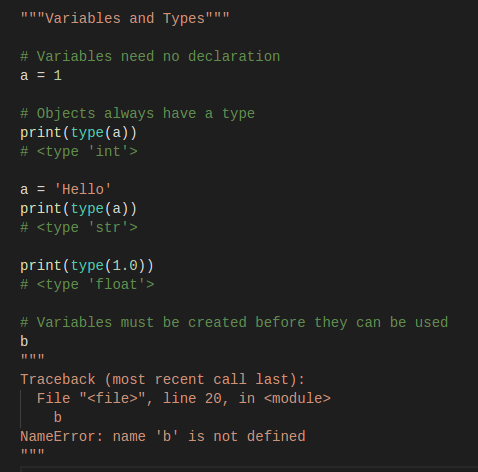 """Variables and Types"""

# Variables need no declaration
a = 1

# Objects always have a type
print(type(a))
# <type 'int'>

a = 'Hello'
print(type(a))
# <type 'str'>

print(type(1.0))
# <type 'float'>

# Variables must be created before they can be used
b
"""
Traceback (most recent call last):
  File "<file>", line 20, in <module>
    b
NameError: name 'b' is not defined
"""